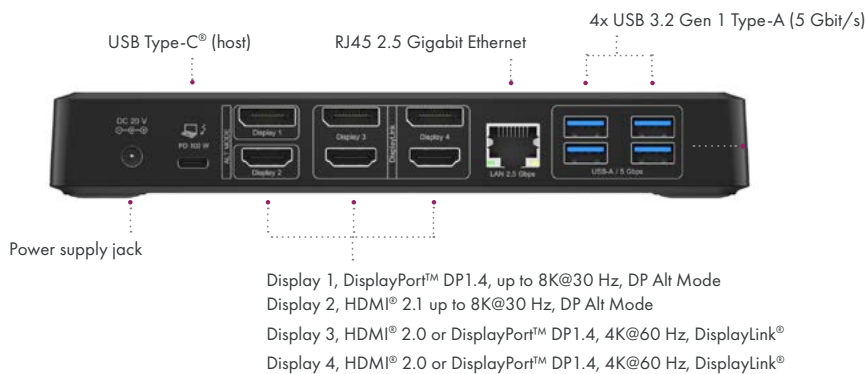 4x USB 3.2 Gen 1 Type-A (5 Gbit/s)
USB Type-C® (host)
RJ45 2.5 Gigabit Ethernet
DC 20 V
PD 100 W
ALT MODE
Display 1
Display 2
Display 3
DisplayLink
Display 4
LAN 2.5 Gbps
USB-A / 5 Gbps
Power supply jack
Display 1, DisplayPort™ DP1.4, up to 8K@30 Hz, DP Alt Mode
Display 2, HDMI® 2.1 up to 8K@30 Hz, DP Alt Mode
Display 3, HDMI® 2.0 or DisplayPort™ DP1.4, 4K@60 Hz, DisplayLink®
Display 4, HDMI® 2.0 or DisplayPort™ DP1.4, 4K@60 Hz, DisplayLink®